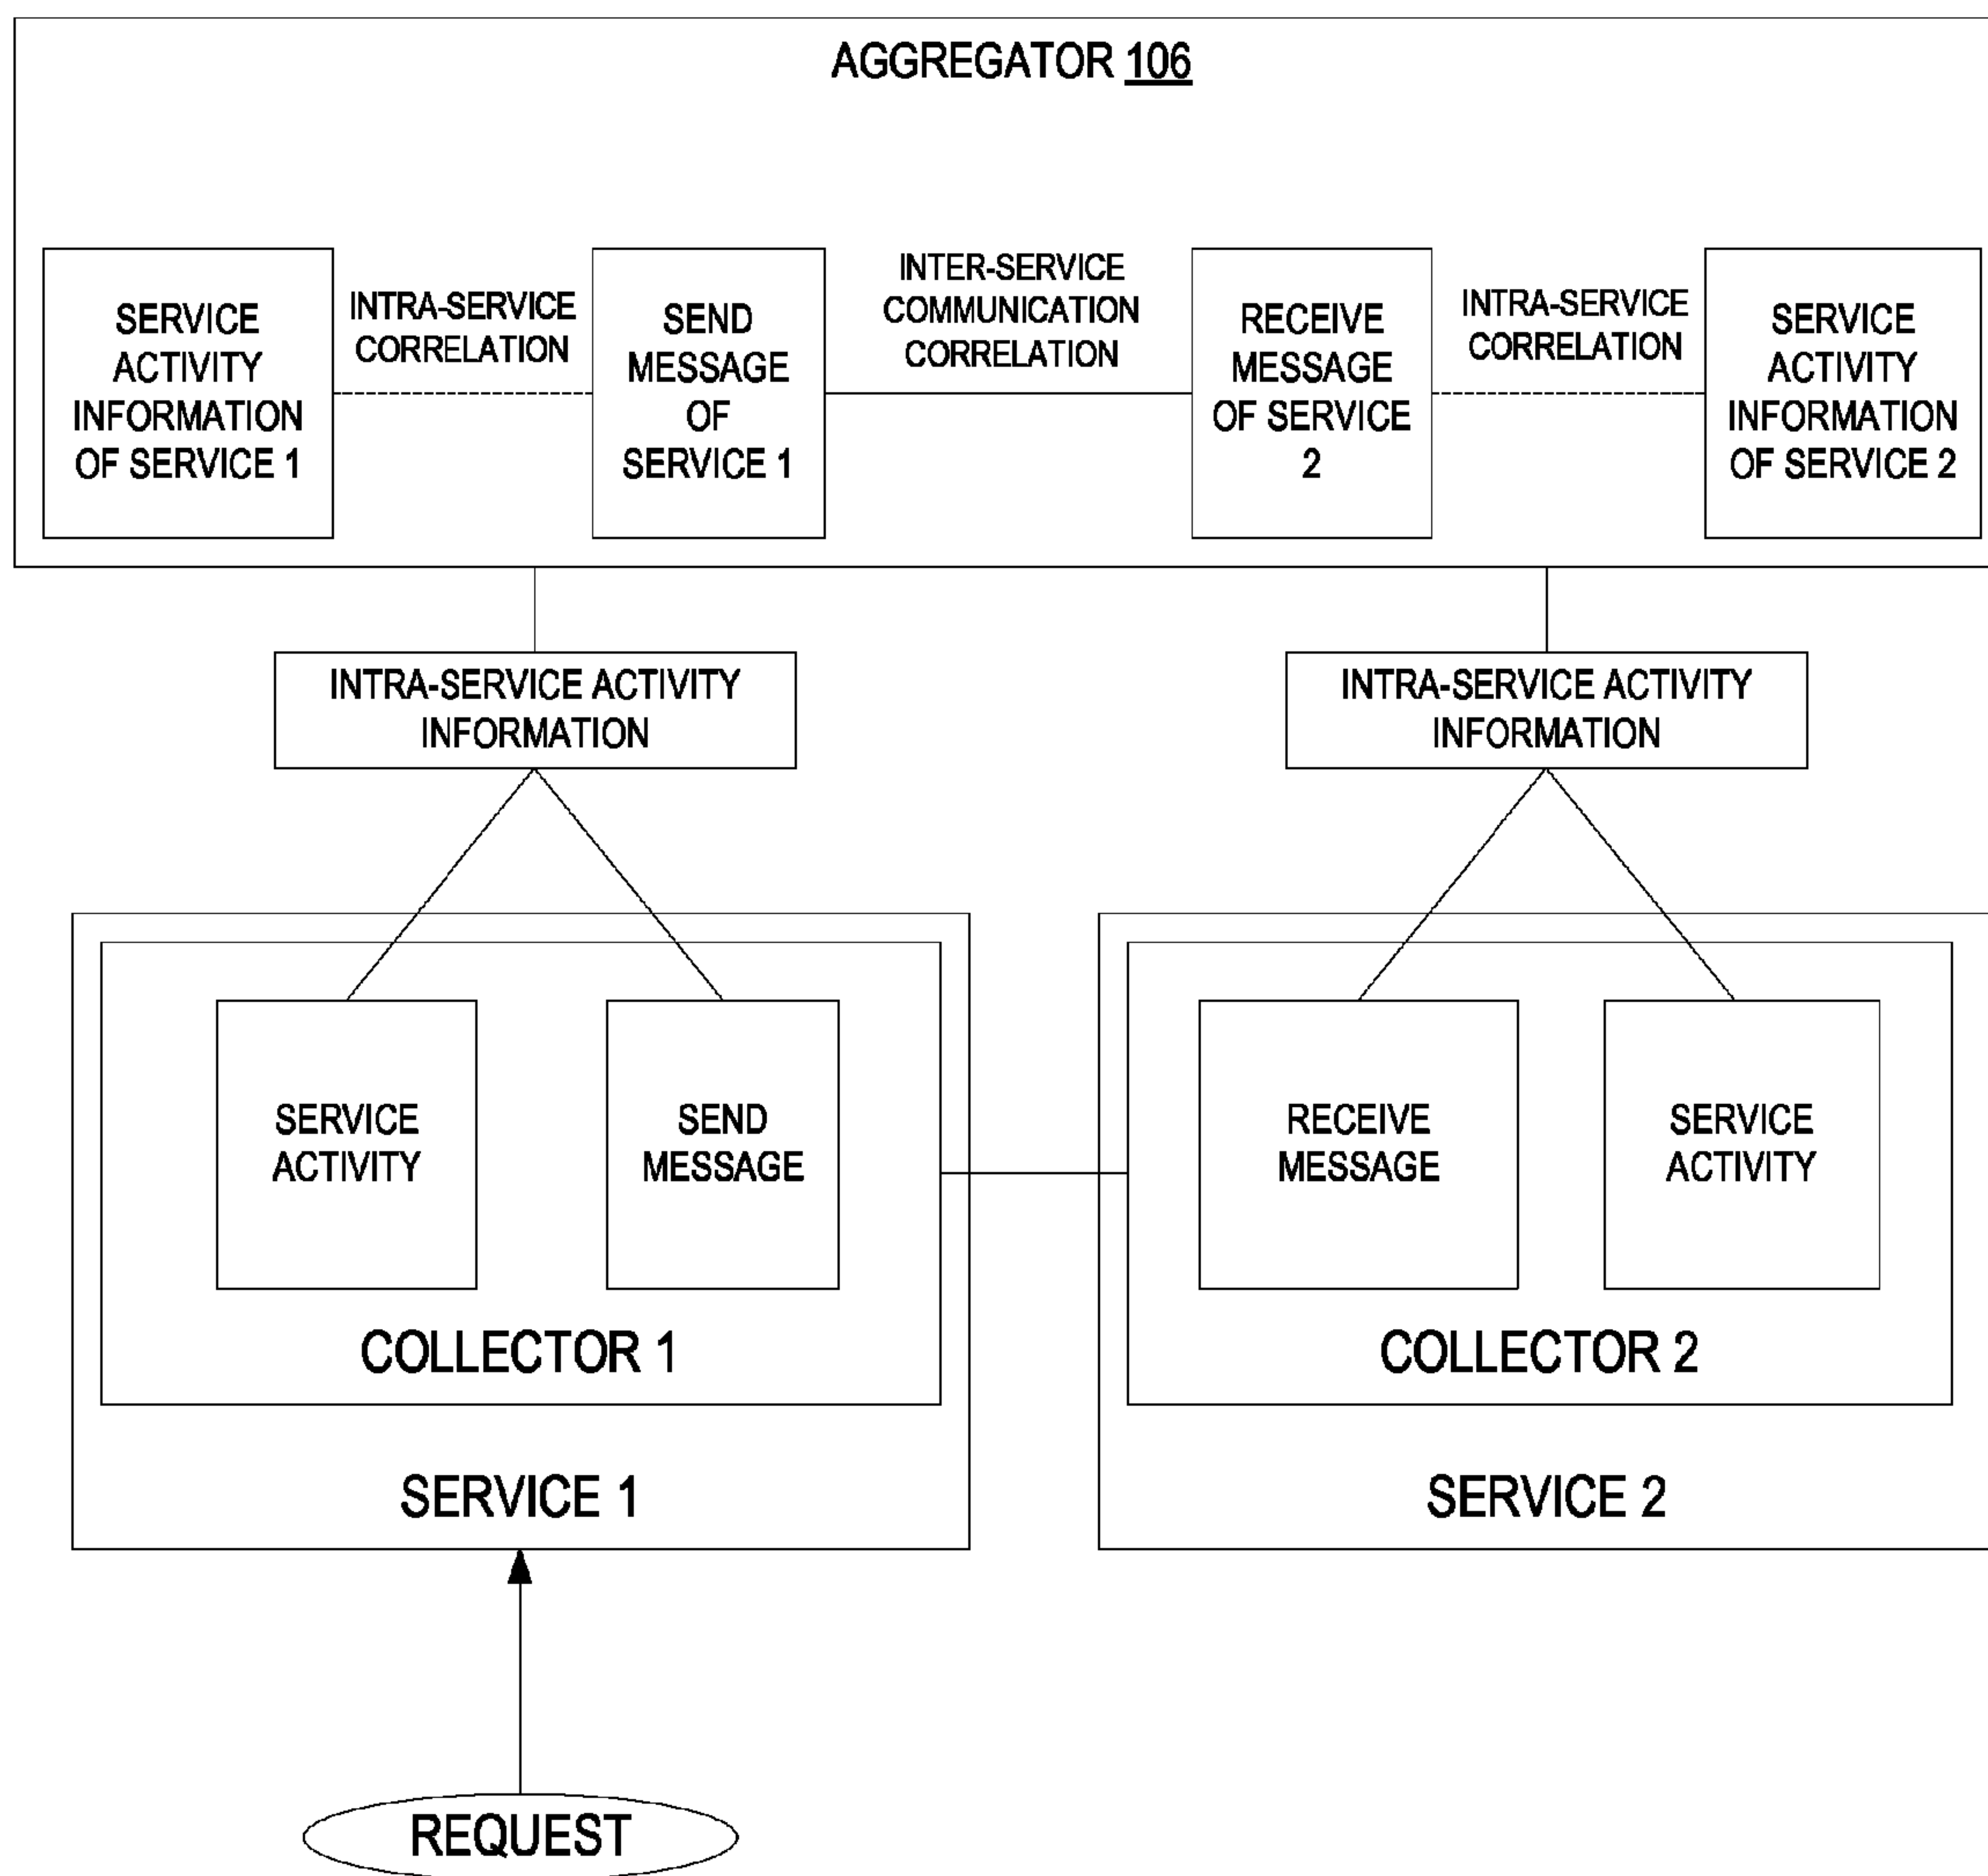 AGGREGATOR 106
SERVICE
ACTIVITY
INFORMATION
OF SERVICE 1
INTRA-SERVICE
CORRELATION
SEND
MESSAGE
OF
SERVICE 1
INTER-SERVICE
COMMUNICATION
CORRELATION
RECEIVE
MESSAGE
OF SERVICE
2
INTRA-SERVICE
CORRELATION
SERVICE
ACTIVITY
INFORMATION
OF SERVICE 2
INTRA-SERVICE ACTIVITY
INFORMATION
INTRA-SERVICE ACTIVITY
INFORMATION
SERVICE
ACTIVITY
SEND
MESSAGE
COLLECTOR 1
SERVICE 1
RECEIVE
MESSAGE
SERVICE
ACTIVITY
COLLECTOR 2
SERVICE 2
REQUEST